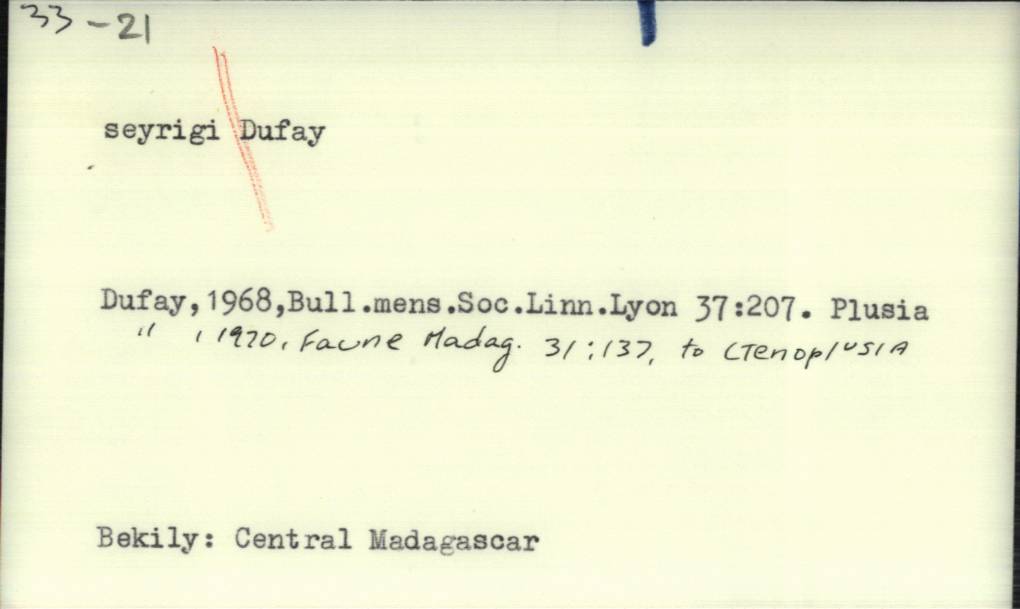 33-21
seyrigi Dufay
Dufay,1968,Bull.mens.Soc.Linn.Lyon 37:207. Plusia
" , 1970, Faune Madag. 31:137, to CTenoplusia
Bekily: Central Madagascar